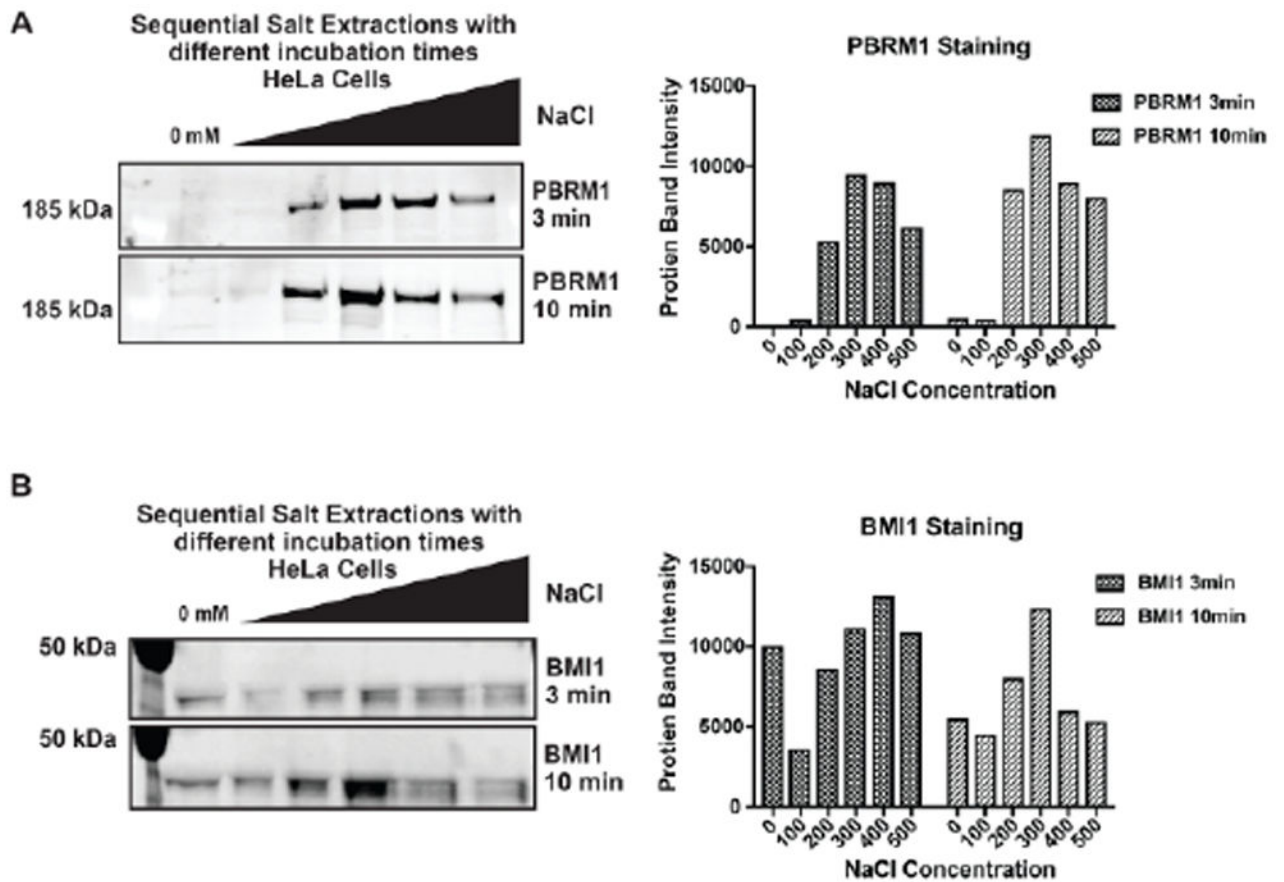 A
Sequential Salt Extractions with
different incubation times
HeLa Cells
0 mM
NaCl
185 kDa
PBRM1
3 min
185 kDa
PBRM1
10 min
PBRM1 Staining
Protien Band Intensity
15000
10000
5000
0
PBRM1 3min
PBRM1 10min
0 100 200 300 400 500 0 100 200 300 400 500
NaCl Concentration
B
Sequential Salt Extractions with
different incubation times
HeLa Cells
0 mM
NaCl
50 kDa
BMI1
3 min
50 kDa
BMI1
10 min
BMI1 Staining
Protien Band Intensity
15000
10000
5000
0
BMI1 3min
BMI1 10min
0 100 200 300 400 500 0 100 200 300 400 500
NaCl Concentration